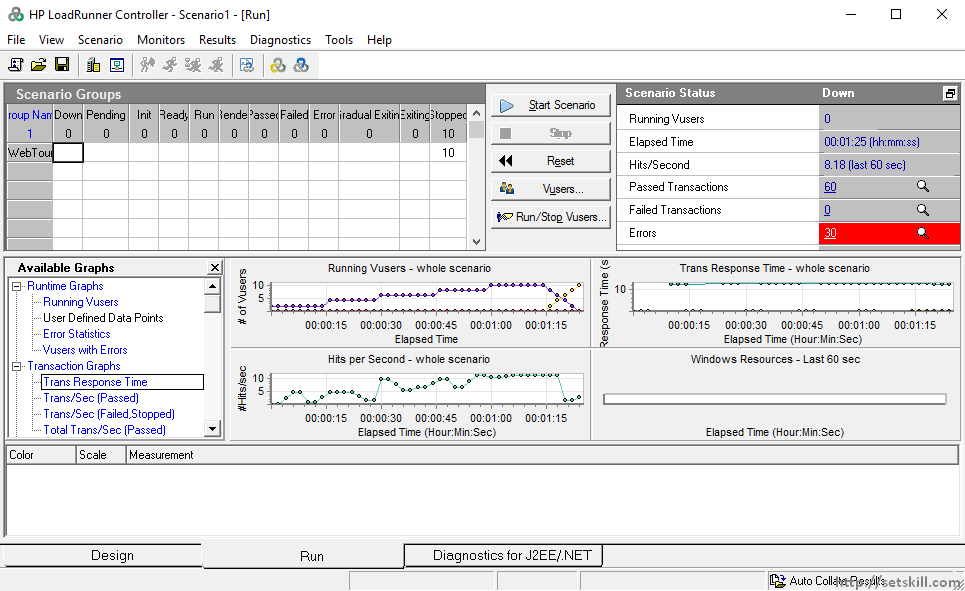 HP LoadRunner Controller - Scenario1 - [Run]
File View Scenario Monitors Results Diagnostics Tools Help
Scenario Groups
roup Nam Down Pending Init Ready Run Rende Passed Failed Error Gradual Exiting Exiting Stopped
1 0 0 0 0 0 0 0 0 0 0 0 10
WebTour 10
Start Scenario
Stop
Reset
Vusers...
Run/Stop Vusers...
Scenario Status Down
Running Vusers 0
Elapsed Time 00:01:25 (hh:mm:ss)
Hits/Second 8.18 (last 60 sec)
Passed Transactions 60
Failed Transactions 0
Errors 30
Available Graphs
Runtime Graphs
Running Vusers
User Defined Data Points
Error Statistics
Vusers with Errors
Transaction Graphs
Trans Response Time
Trans/Sec (Passed)
Trans/Sec (Failed,Stopped)
Total Trans/Sec (Passed)
Running Vusers - whole scenario
# of Vusers
10
5
00:00:15 00:00:30 00:00:45 00:01:00 00:01:15
Elapsed Time
Trans Response Time - whole scenario
Response Time (s
10
00:00:15 00:00:30 00:00:45 00:01:00 00:01:15
Elapsed Time (Hour:Min:Sec)
Hits per Second - whole scenario
#Hits/sec
10
5
00:00:15 00:00:30 00:00:45 00:01:00 00:01:15
Elapsed Time (Hour:Min:Sec)
Windows Resources - Last 60 sec
Elapsed Time (Hour:Min:Sec)
Color Scale Measurement
Design Run Diagnostics for J2EE/.NET
Auto Collate Results
http://setskill.com